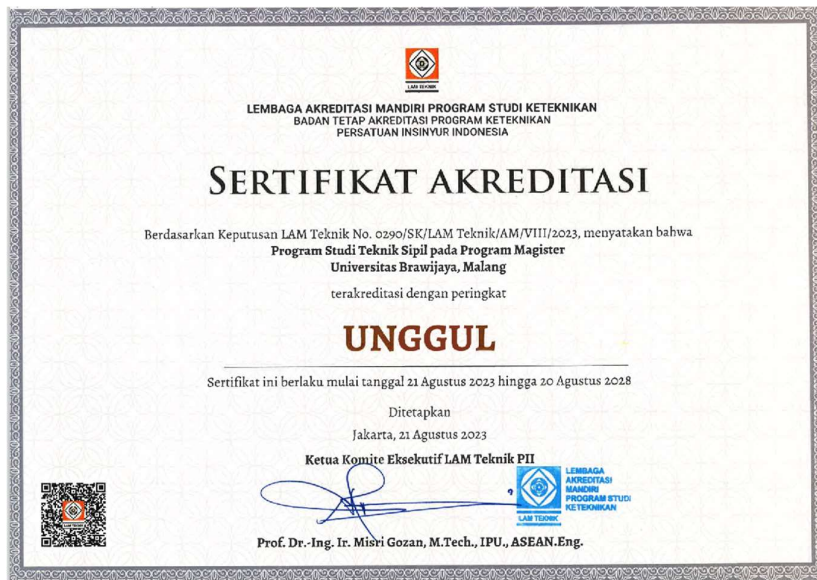 LAM TEKNIK
LEMBAGA AKREDITASI MANDIRI PROGRAM STUDI KETEKNIKAN
BADAN TETAP AKREDITASI PROGRAM KETEKNIKAN
PERSATUAN INSINYUR INDONESIA
SERTIFIKAT AKREDITASI
Berdasarkan Keputusan LAM Teknik No. 0290/SK/LAM Teknik/AM/VIII/2023, menyatakan bahwa
Program Studi Teknik Sipil pada Program Magister
Universitas Brawijaya, Malang
terakreditasi dengan peringkat
UNGGUL
Sertifikat ini berlaku mulai tanggal 21 Agustus 2023 hingga 20 Agustus 2028
Ditetapkan
Jakarta, 21 Agustus 2023
Ketua Komite Eksekutif LAM Teknik PII
LEMBAGA
AKREDITASI
MANDIRI
PROGRAM STUDI
KETEKNIKAN
LAM TEKNIK
Prof. Dr.-Ing. Ir. Misri Gozan, M.Tech., IPU., ASEAN.Eng.